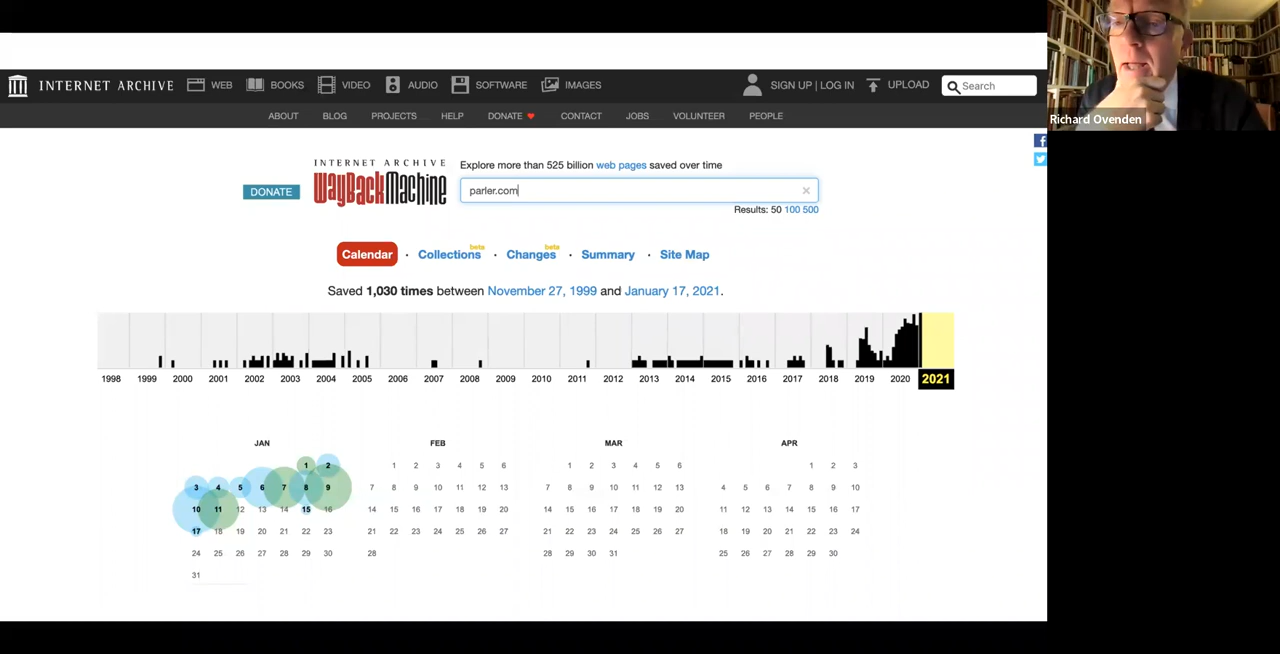 INTERNET ARCHIVE WEB BOOKS VIDEO AUDIO SOFTWARE IMAGES SIGN UP | LOG IN UPLOAD Search
ABOUT BLOG PROJECTS HELP DONATE CONTACT JOBS VOLUNTEER PEOPLE
Richard Ovenden
INTERNET ARCHIVE
WayBackMachine
DONATE
Explore more than 525 billion web pages saved over time
parler.com
Results: 50 100 500
Calendar · Collections beta · Changes beta · Summary · Site Map
Saved 1,030 times between November 27, 1999 and January 17, 2021.
1998 1999 2000 2001 2002 2003 2004 2005 2006 2007 2008 2009 2010 2011 2012 2013 2014 2015 2016 2017 2018 2019 2020 2021
JAN
1 2
3 4 5 6 7 8 9
10 11 12 13 14 15 16
17 18 19 20 21 22 23
24 25 26 27 28 29 30
31
FEB
1 2 3 4 5 6
7 8 9 10 11 12 13
14 15 16 17 18 19 20
21 22 23 24 25 26 27
28
MAR
1 2 3 4 5 6
7 8 9 10 11 12 13
14 15 16 17 18 19 20
21 22 23 24 25 26 27
28 29 30 31
APR
1 2 3
4 5 6 7 8 9 10
11 12 13 14 15 16 17
18 19 20 21 22 23 24
25 26 27 28 29 30